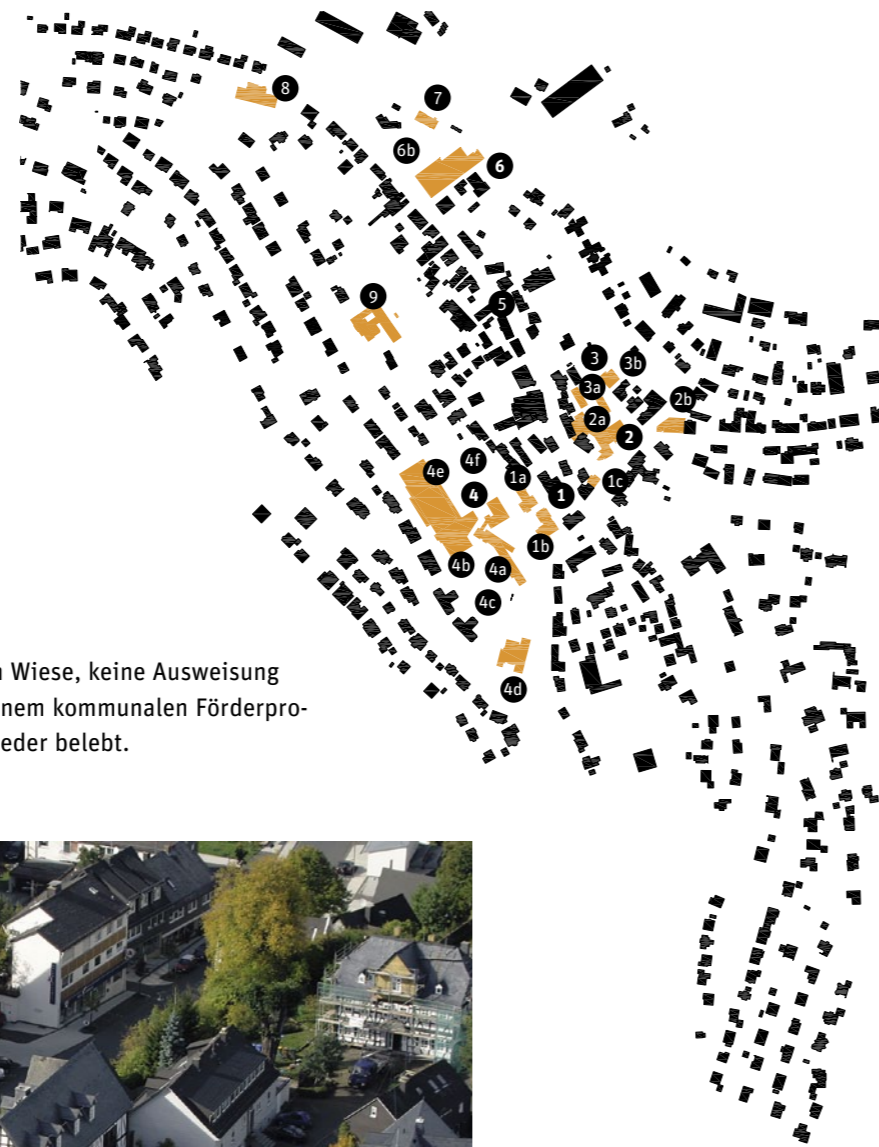 8
7
6b
6
9
5
3
3b
3a
2b
2a
2
4f
4e
1a
4
1
1c
1b
4b
4a
4c
4d
Wiese, keine Ausweisung
nem kommunalen Förderpro-
eder belebt.